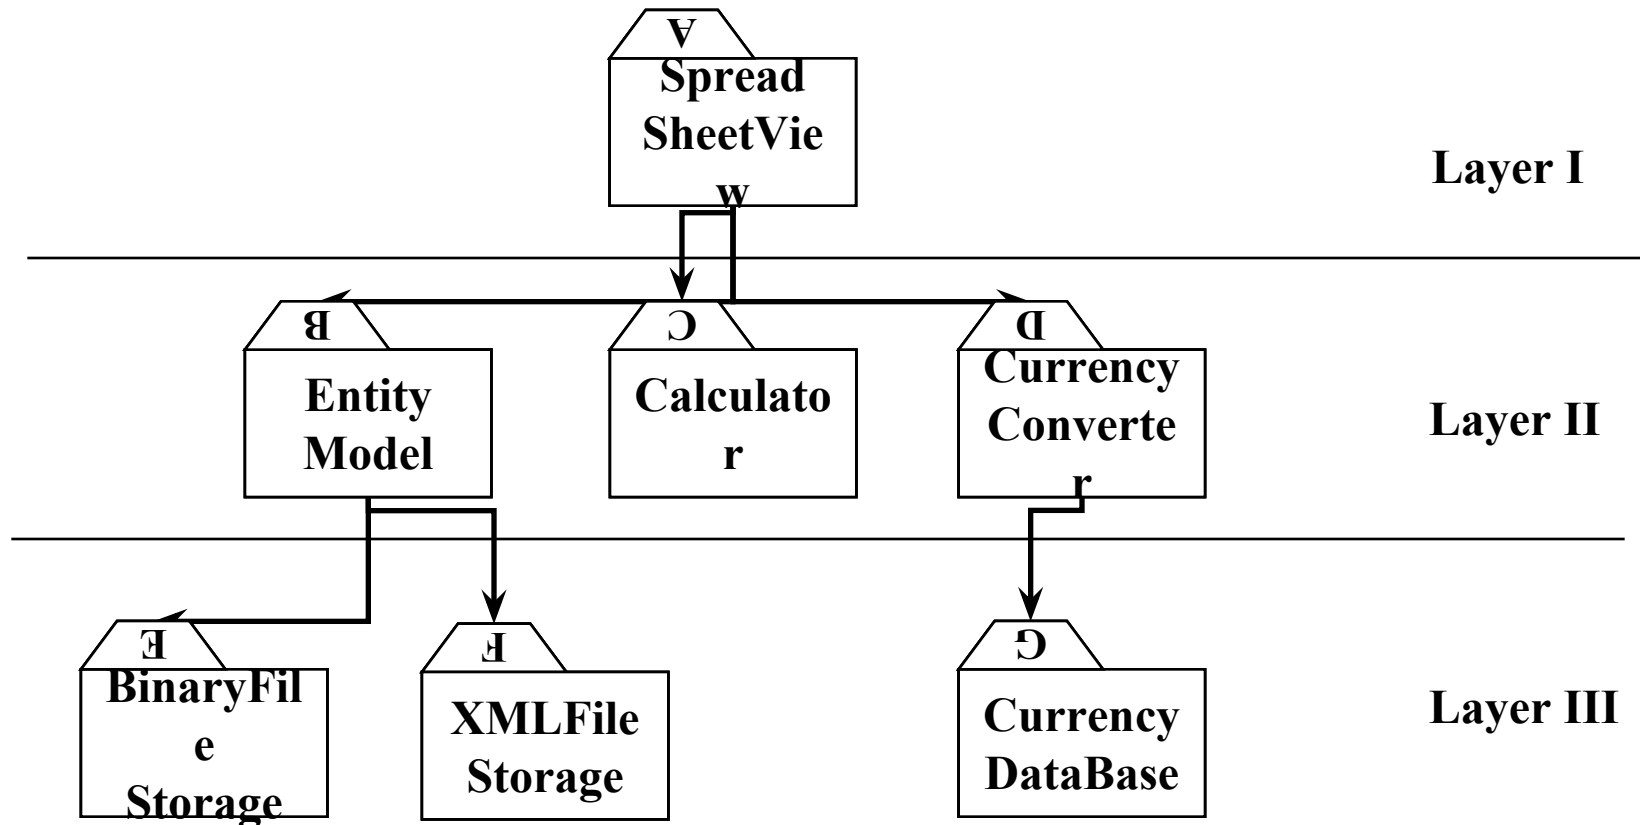 A
Spread
SheetVie
w
Layer I
B
C
D
Entity
Model
Calculato
r
Currency
Converte
r
Layer II
E
F
G
BinaryFil
e
Storage
XMLFile
Storage
Currency
DataBase
Layer III